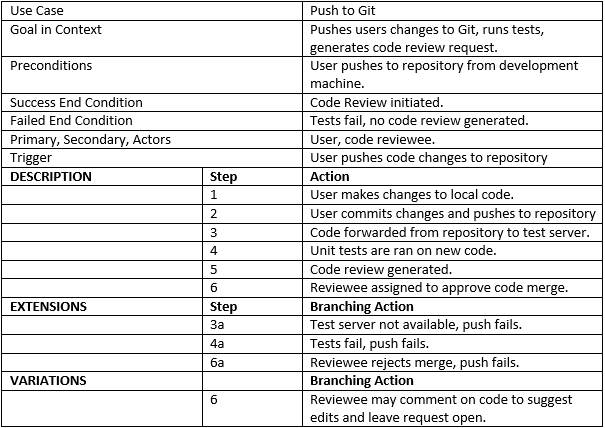 Use Case Push to Git
Goal in Context Pushes users changes to Git, runs tests,
generates code review request.
Preconditions User pushes to repository from development
machine.
Success End Condition Code Review initiated.
Failed End Condition Tests fail, no code review generated.
Primary, Secondary, Actors User, code reviewee.
Trigger User pushes code changes to repository
DESCRIPTION Step Action
1 User makes changes to local code.
2 User commits changes and pushes to repository
3 Code forwarded from repository to test server.
4 Unit tests are ran on new code.
5 Code review generated.
6 Reviewee assigned to approve code merge.
EXTENSIONS Step Branching Action
3a Test server not available, push fails.
4a Tests fail, push fails.
6a Reviewee rejects merge, push fails.
VARIATIONS Branching Action
6 Reviewee may comment on code to suggest
edits and leave request open.